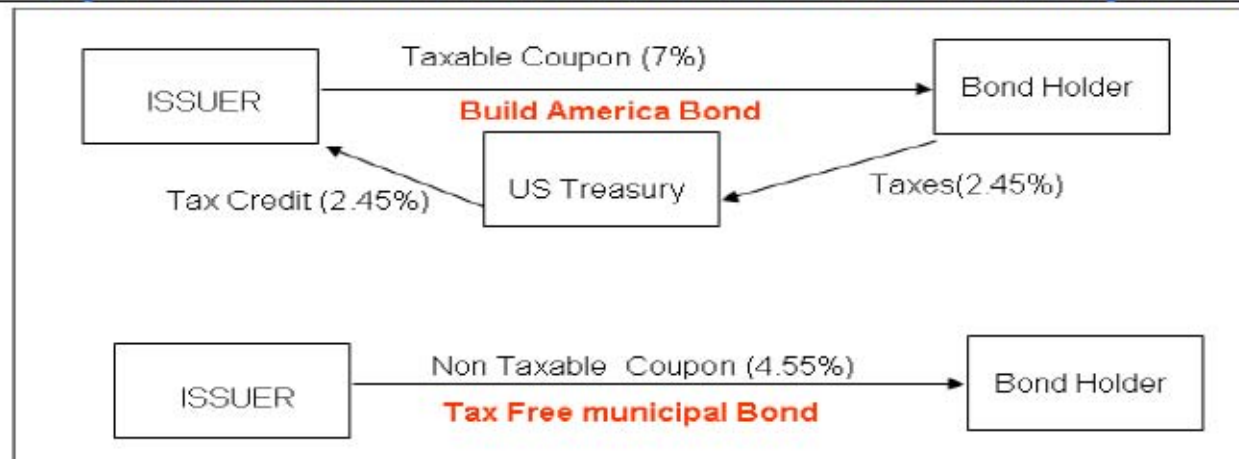 Taxable Coupon (7%)
ISSUER
Bond Holder
Build America Bond
US Treasury
Tax Credit (2.45%)
Taxes(2.45%)
Non Taxable Coupon (4.55%)
ISSUER
Bond Holder
Tax Free municipal Bond